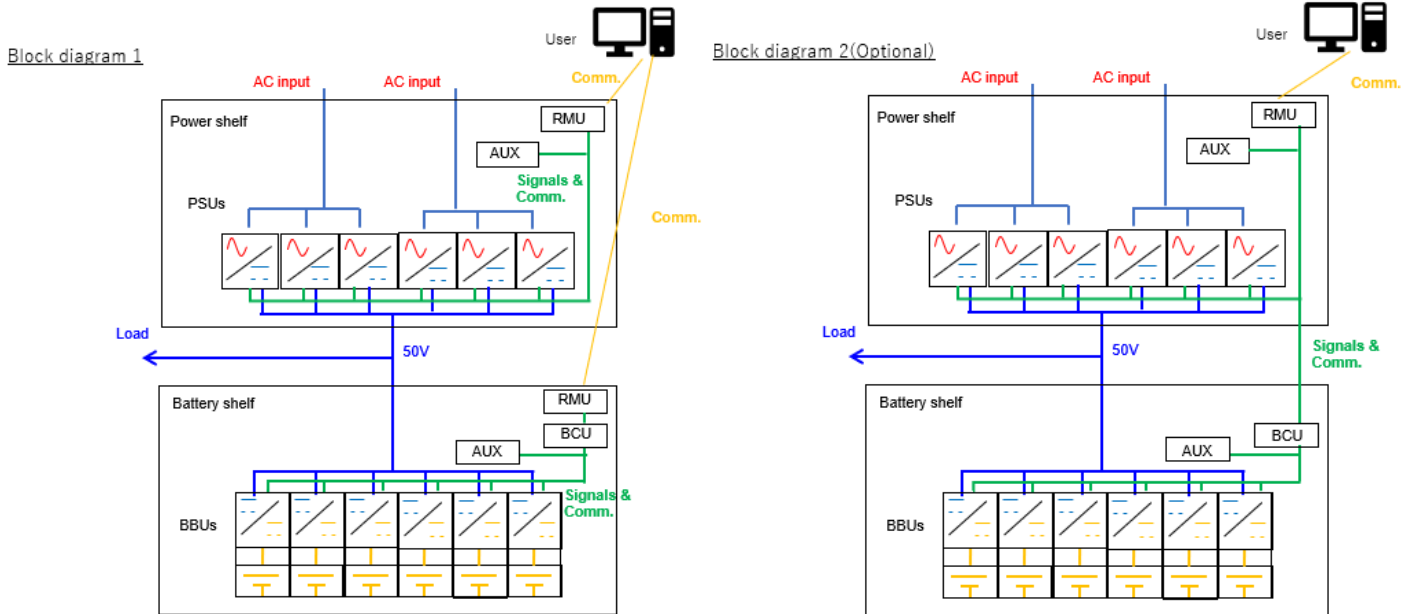 Block diagram 1
User
Comm.
AC input
AC input
Power shelf
RMU
AUX
Signals &
Comm.
PSUs
Comm.
Load
50V
Battery shelf
RMU
BCU
AUX
Signals &
Comm.
BBUs
Block diagram 2(Optional)
User
Comm.
AC input
AC input
Power shelf
RMU
AUX
PSUs
Load
50V
Signals &
Comm.
Battery shelf
BCU
AUX
BBUs